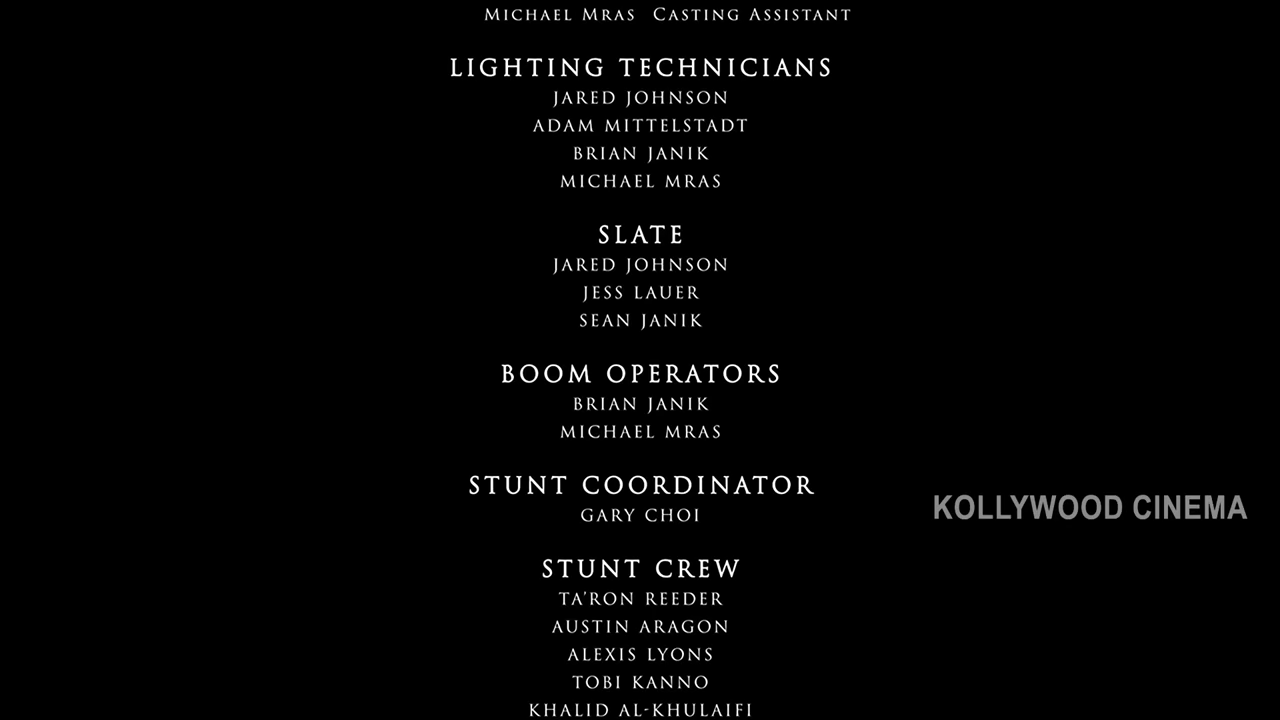 Michael Mras Casting Assistant
LIGHTING TECHNICIANS
JARED JOHNSON
ADAM MITTELSTADT
BRIAN JANIK
MICHAEL MRAS
SLATE
JARED JOHNSON
JESS LAUER
SEAN JANIK
BOOM OPERATORS
BRIAN JANIK
MICHAEL MRAS
STUNT COORDINATOR
GARY CHOI
KOLLYWOOD CINEMA
STUNT CREW
TA'RON REEDER
AUSTIN ARAGON
ALEXIS LYONS
TOBI KANNO
KHALID AL-KHULAIFI